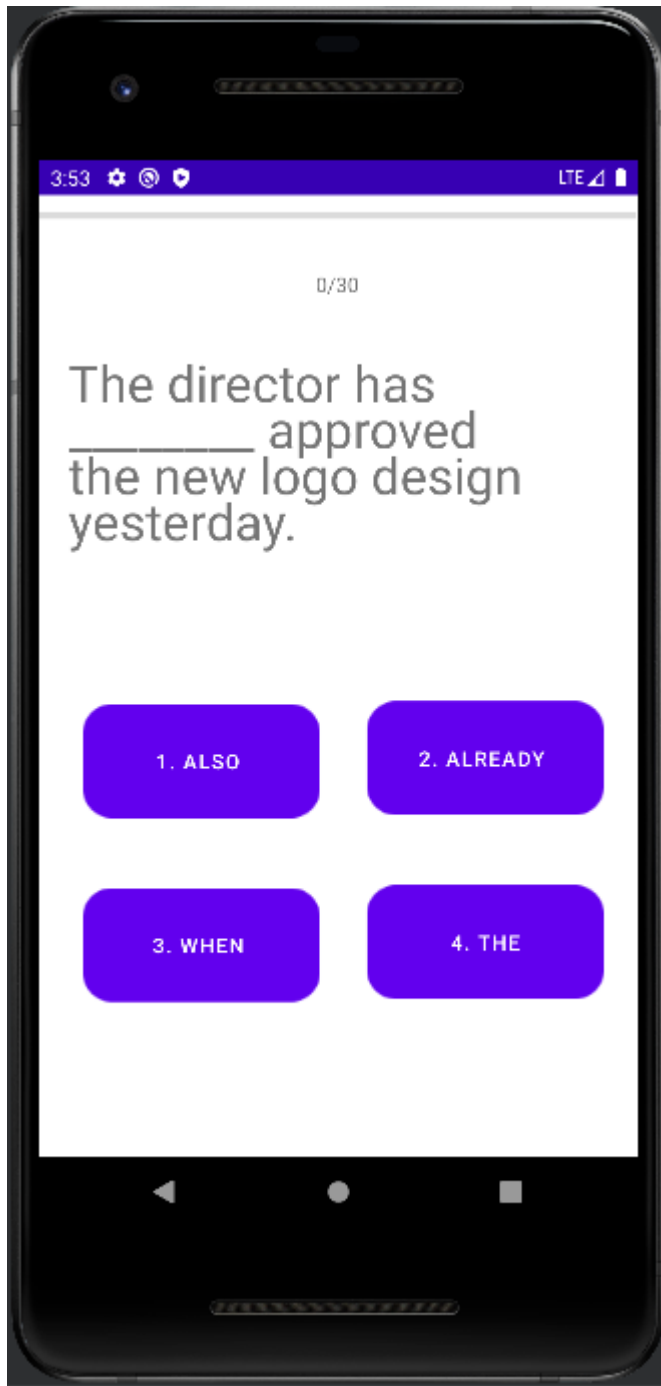 3:53 LTE
0/30
The director has
________ approved
the new logo design
yesterday.
1. ALSO
2. ALREADY
3. WHEN
4. THE